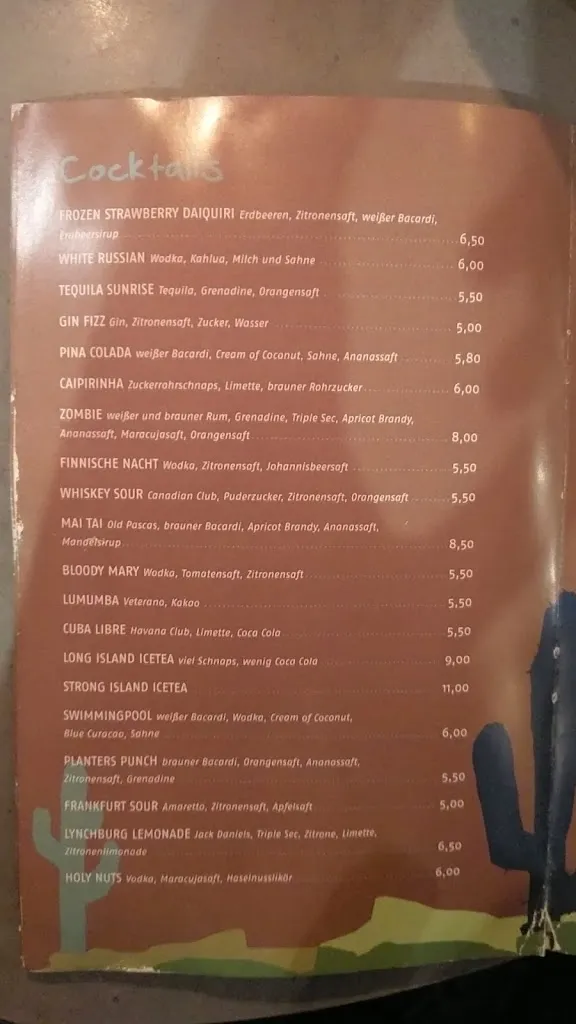 Cocktails
FROZEN STRAWBERRY DAIQUIRI Erdbeeren, Zitronensaft, weißer Bacardi,
Erdbeersirup 6,50
WHITE RUSSIAN Wodka, Kahlua, Milch und Sahne 6,00
TEQUILA SUNRISE Tequila, Grenadine, Orangensaft 5,50
GIN FIZZ Gin, Zitronensaft, Zucker, Wasser 5,00
PINA COLADA weißer Bacardi, Cream of Coconut, Sahne, Ananassaft 5,80
CAIPIRINHA Zuckerrohrschnaps, Limette, brauner Rohrzucker 6,00
ZOMBIE weißer und brauner Rum, Grenadine, Triple Sec, Apricot Brandy,
Ananassaft, Maracujasaft, Orangensaft 8,00
FINNISCHE NACHT Wodka, Zitronensaft, Johannisbeersaft 5,50
WHISKEY SOUR Canadian Club, Puderzucker, Zitronensaft, Orangensaft 5,50
MAI TAI Old Pascas, brauner Bacardi, Apricot Brandy, Ananassaft,
Mandelsirup 8,50
BLOODY MARY Wodka, Tomatensaft, Zitronensaft 5,50
LUMUMBA Veterano, Kakao 5,50
CUBA LIBRE Havana Club, Limette, Coca Cola 5,50
LONG ISLAND ICETEA viel Schnaps, wenig Coca Cola 9,00
STRONG ISLAND ICETEA 11,00
SWIMMINGPOOL weißer Bacardi, Wodka, Cream of Coconut,
Blue Curacao, Sahne 6,00
PLANTERS PUNCH brauner Bacardi, Orangensaft, Ananassaft,
Zitronensaft, Grenadine 5,50
FRANKFURT SOUR Amaretto, Zitronensaft, Apfelsaft 5,00
LYNCHBURG LEMONADE Jack Daniels, Triple Sec, Zitrone, Limette,
Zitronenlimonade 6,50
HOLY NUTS Vodka, Maracujasaft, Haselnusslikör 6,00